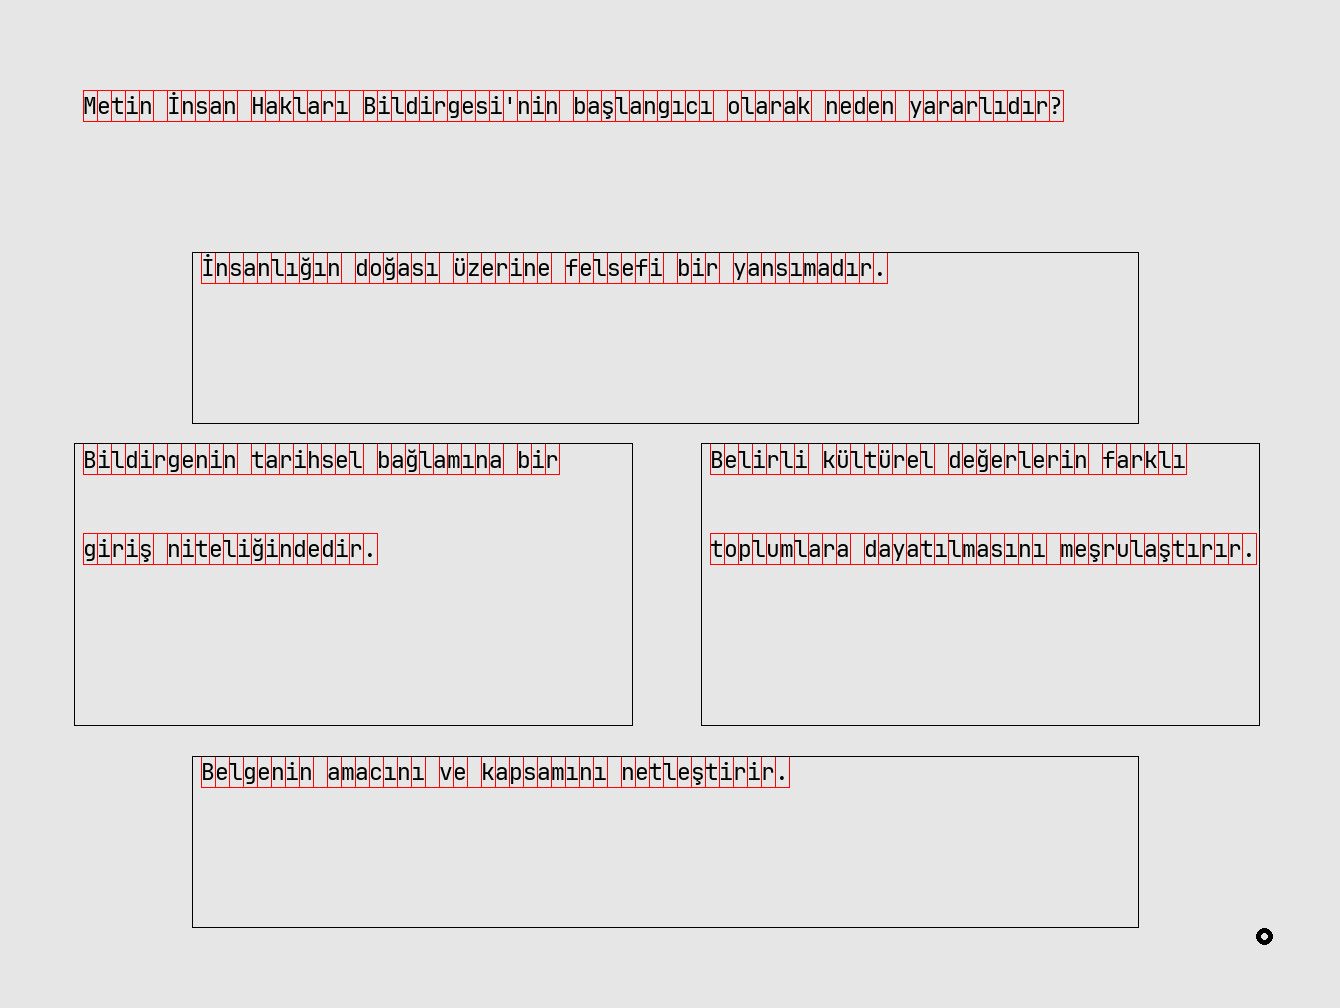 Metin İnsan Hakları Bildirgesi'nin başlangıcı olarak neden yararlıdır?
İnsanlığın doğası üzerine felsefi bir yansımadır.
Bildirgenin tarihsel bağlamına bir
giriş niteliğindedir.
Belirli kültürel değerlerin farklı
toplumlara dayatılmasını meşrulaştırır.
Belgenin amacını ve kapsamını netleştirir.